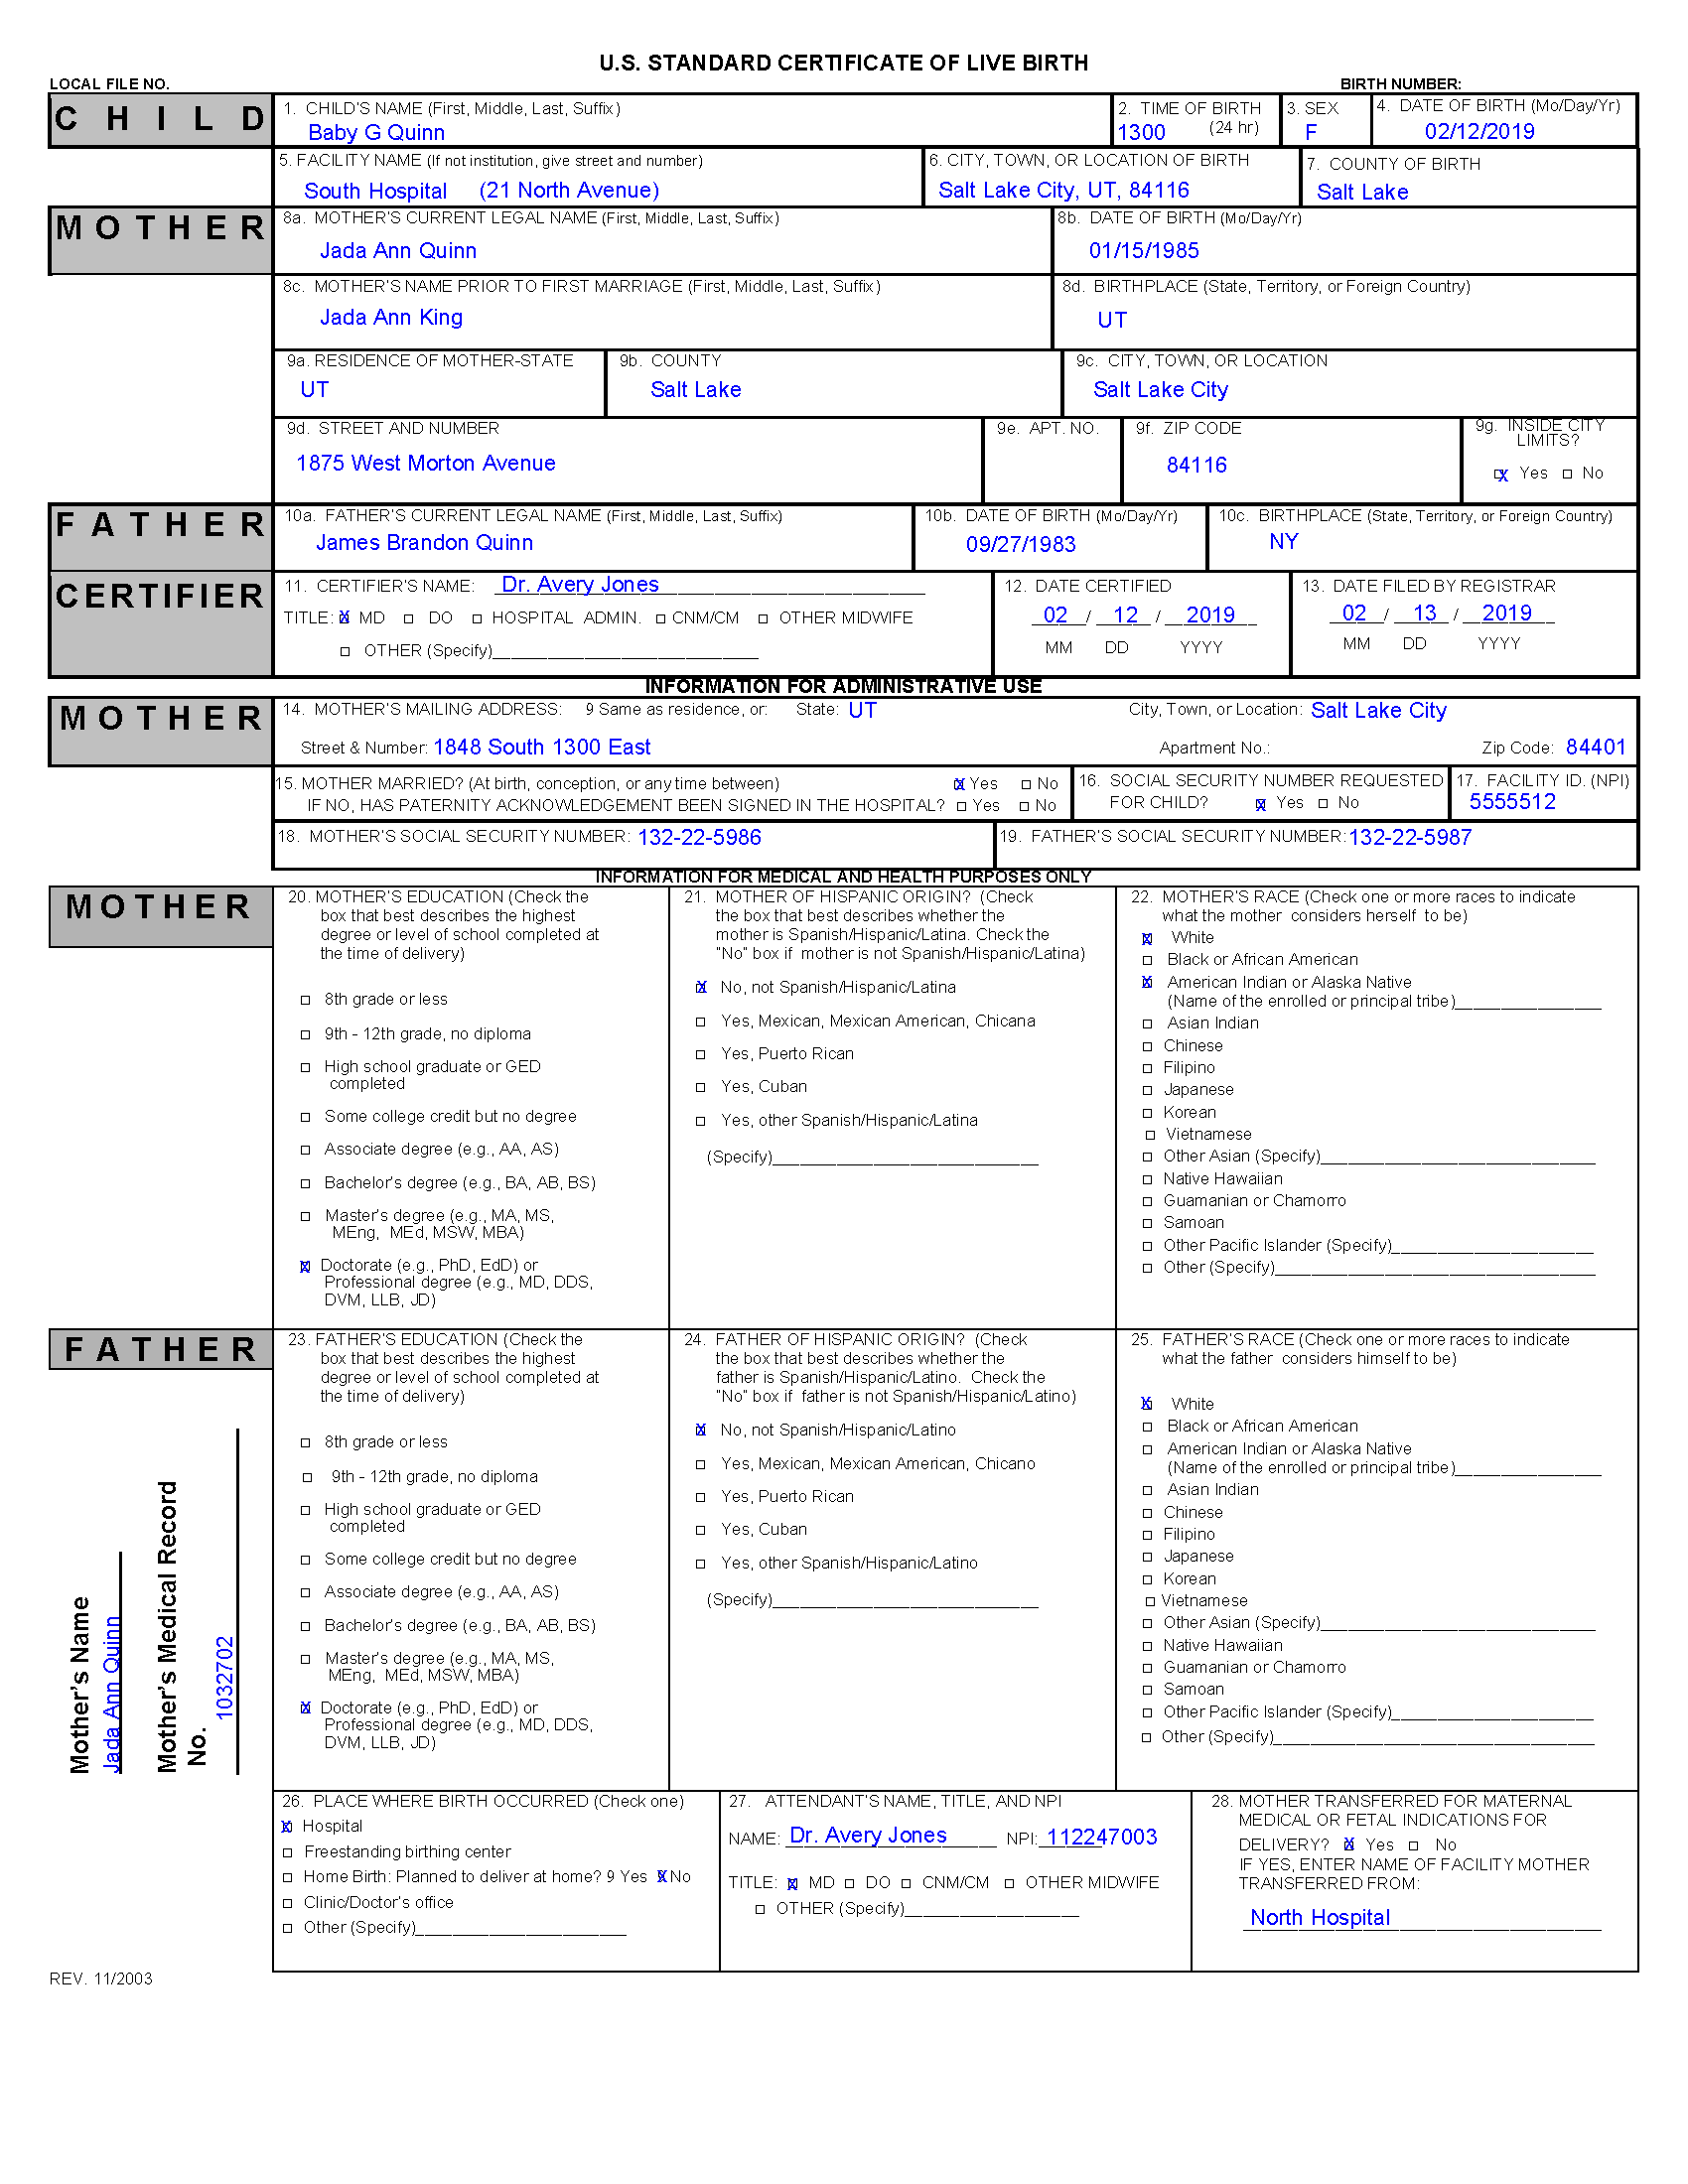 U.S. STANDARD CERTIFICATE OF LIVE BIRTH
LOCAL FILE NO. BIRTH NUMBER:
CHILD
1. CHILD'S NAME (First, Middle, Last, Suffix)
Baby G Quinn
2. TIME OF BIRTH
1300 (24 hr)
3. SEX
F
4. DATE OF BIRTH (Mo/Day/Yr)
02/12/2019
5. FACILITY NAME (If not institution, give street and number)
South Hospital (21 North Avenue)
6. CITY, TOWN, OR LOCATION OF BIRTH
Salt Lake City, UT, 84116
7. COUNTY OF BIRTH
Salt Lake
MOTHER
8a. MOTHER'S CURRENT LEGAL NAME (First, Middle, Last, Suffix)
Jada Ann Quinn
8b. DATE OF BIRTH (Mo/Day/Yr)
01/15/1985
8c. MOTHER'S NAME PRIOR TO FIRST MARRIAGE (First, Middle, Last, Suffix)
Jada Ann King
8d. BIRTHPLACE (State, Territory, or Foreign Country)
UT
9a. RESIDENCE OF MOTHER-STATE
UT
9b. COUNTY
Salt Lake
9c. CITY, TOWN, OR LOCATION
Salt Lake City
9d. STREET AND NUMBER
1875 West Morton Avenue
9e. APT. NO.
9f. ZIP CODE
84116
9g. INSIDE CITY
LIMITS?
X Yes □ No
FATHER
10a. FATHER'S CURRENT LEGAL NAME (First, Middle, Last, Suffix)
James Brandon Quinn
10b. DATE OF BIRTH (Mo/Day/Yr)
09/27/1983
10c. BIRTHPLACE (State, Territory, or Foreign Country)
NY
CERTIFIER
11. CERTIFIER'S NAME: Dr. Avery Jones
TITLE: X MD □ DO □ HOSPITAL ADMIN. □ CNM/CM □ OTHER MIDWIFE
□ OTHER (Specify)
12. DATE CERTIFIED
02 / 12 / 2019
MM DD YYYY
13. DATE FILED BY REGISTRAR
02 / 13 / 2019
MM DD YYYY
INFORMATION FOR ADMINISTRATIVE USE
MOTHER
14. MOTHER'S MAILING ADDRESS: 9 Same as residence, or: State: UT City, Town, or Location: Salt Lake City
Street & Number: 1848 South 1300 East Apartment No.: Zip Code: 84401
15. MOTHER MARRIED? (At birth, conception, or any time between) X Yes □ No
IF NO, HAS PATERNITY ACKNOWLEDGEMENT BEEN SIGNED IN THE HOSPITAL? □ Yes □ No
16. SOCIAL SECURITY NUMBER REQUESTED
FOR CHILD? X Yes □ No
17. FACILITY ID. (NPI)
5555512
18. MOTHER'S SOCIAL SECURITY NUMBER: 132-22-5986
19. FATHER'S SOCIAL SECURITY NUMBER: 132-22-5987
INFORMATION FOR MEDICAL AND HEALTH PURPOSES ONLY
MOTHER
20. MOTHER'S EDUCATION (Check the
box that best describes the highest
degree or level of school completed at
the time of delivery)
□ 8th grade or less
□ 9th - 12th grade, no diploma
□ High school graduate or GED
completed
□ Some college credit but no degree
□ Associate degree (e.g., AA, AS)
□ Bachelor's degree (e.g., BA, AB, BS)
□ Master's degree (e.g., MA, MS,
MEng, MEd, MSW, MBA)
X Doctorate (e.g., PhD, EdD) or
Professional degree (e.g., MD, DDS,
DVM, LLB, JD)
21. MOTHER OF HISPANIC ORIGIN? (Check
the box that best describes whether the
mother is Spanish/Hispanic/Latina. Check the
"No" box if mother is not Spanish/Hispanic/Latina)
X No, not Spanish/Hispanic/Latina
□ Yes, Mexican, Mexican American, Chicana
□ Yes, Puerto Rican
□ Yes, Cuban
□ Yes, other Spanish/Hispanic/Latina
(Specify)
22. MOTHER'S RACE (Check one or more races to indicate
what the mother considers herself to be)
X White
□ Black or African American
X American Indian or Alaska Native
(Name of the enrolled or principal tribe)
□ Asian Indian
□ Chinese
□ Filipino
□ Japanese
□ Korean
□ Vietnamese
□ Other Asian (Specify)
□ Native Hawaiian
□ Guamanian or Chamorro
□ Samoan
□ Other Pacific Islander (Specify)
□ Other (Specify)
FATHER
23. FATHER'S EDUCATION (Check the
box that best describes the highest
degree or level of school completed at
the time of delivery)
□ 8th grade or less
□ 9th - 12th grade, no diploma
□ High school graduate or GED
completed
□ Some college credit but no degree
□ Associate degree (e.g., AA, AS)
□ Bachelor's degree (e.g., BA, AB, BS)
□ Master's degree (e.g., MA, MS,
MEng, MEd, MSW, MBA)
X Doctorate (e.g., PhD, EdD) or
Professional degree (e.g., MD, DDS,
DVM, LLB, JD)
24. FATHER OF HISPANIC ORIGIN? (Check
the box that best describes whether the
father is Spanish/Hispanic/Latino. Check the
"No" box if father is not Spanish/Hispanic/Latino)
X No, not Spanish/Hispanic/Latino
□ Yes, Mexican, Mexican American, Chicano
□ Yes, Puerto Rican
□ Yes, Cuban
□ Yes, other Spanish/Hispanic/Latino
(Specify)
25. FATHER'S RACE (Check one or more races to indicate
what the father considers himself to be)
X White
□ Black or African American
□ American Indian or Alaska Native
(Name of the enrolled or principal tribe)
□ Asian Indian
□ Chinese
□ Filipino
□ Japanese
□ Korean
□ Vietnamese
□ Other Asian (Specify)
□ Native Hawaiian
□ Guamanian or Chamorro
□ Samoan
□ Other Pacific Islander (Specify)
□ Other (Specify)
Mother's Name
Jada Ann Quinn
Mother's Medical Record
No.
1032702
26. PLACE WHERE BIRTH OCCURRED (Check one)
X Hospital
□ Freestanding birthing center
□ Home Birth: Planned to deliver at home? 9 Yes X No
□ Clinic/Doctor's office
□ Other (Specify)
27. ATTENDANT'S NAME, TITLE, AND NPI
NAME: Dr. Avery Jones NPI: 112247003
TITLE: X MD □ DO □ CNM/CM □ OTHER MIDWIFE
□ OTHER (Specify)
28. MOTHER TRANSFERRED FOR MATERNAL
MEDICAL OR FETAL INDICATIONS FOR
DELIVERY? X Yes □ No
IF YES, ENTER NAME OF FACILITY MOTHER
TRANSFERRED FROM:
North Hospital
REV. 11/2003